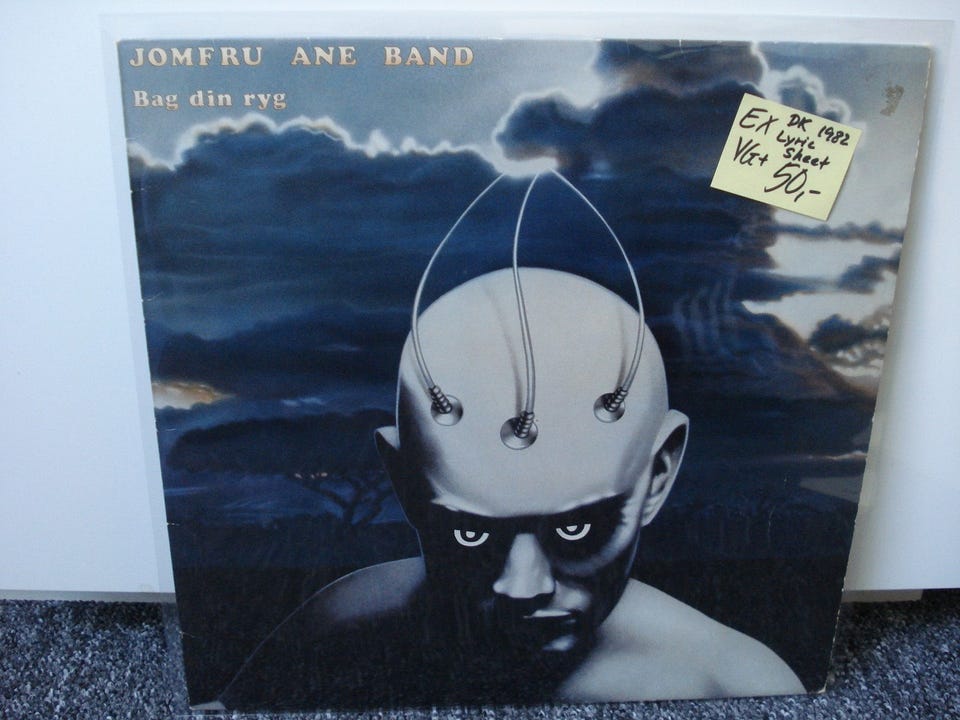 JOMFRU ANE BAND
Bag din ryg
EX DK 1982
Lyric
VG+ Sheet
50,-